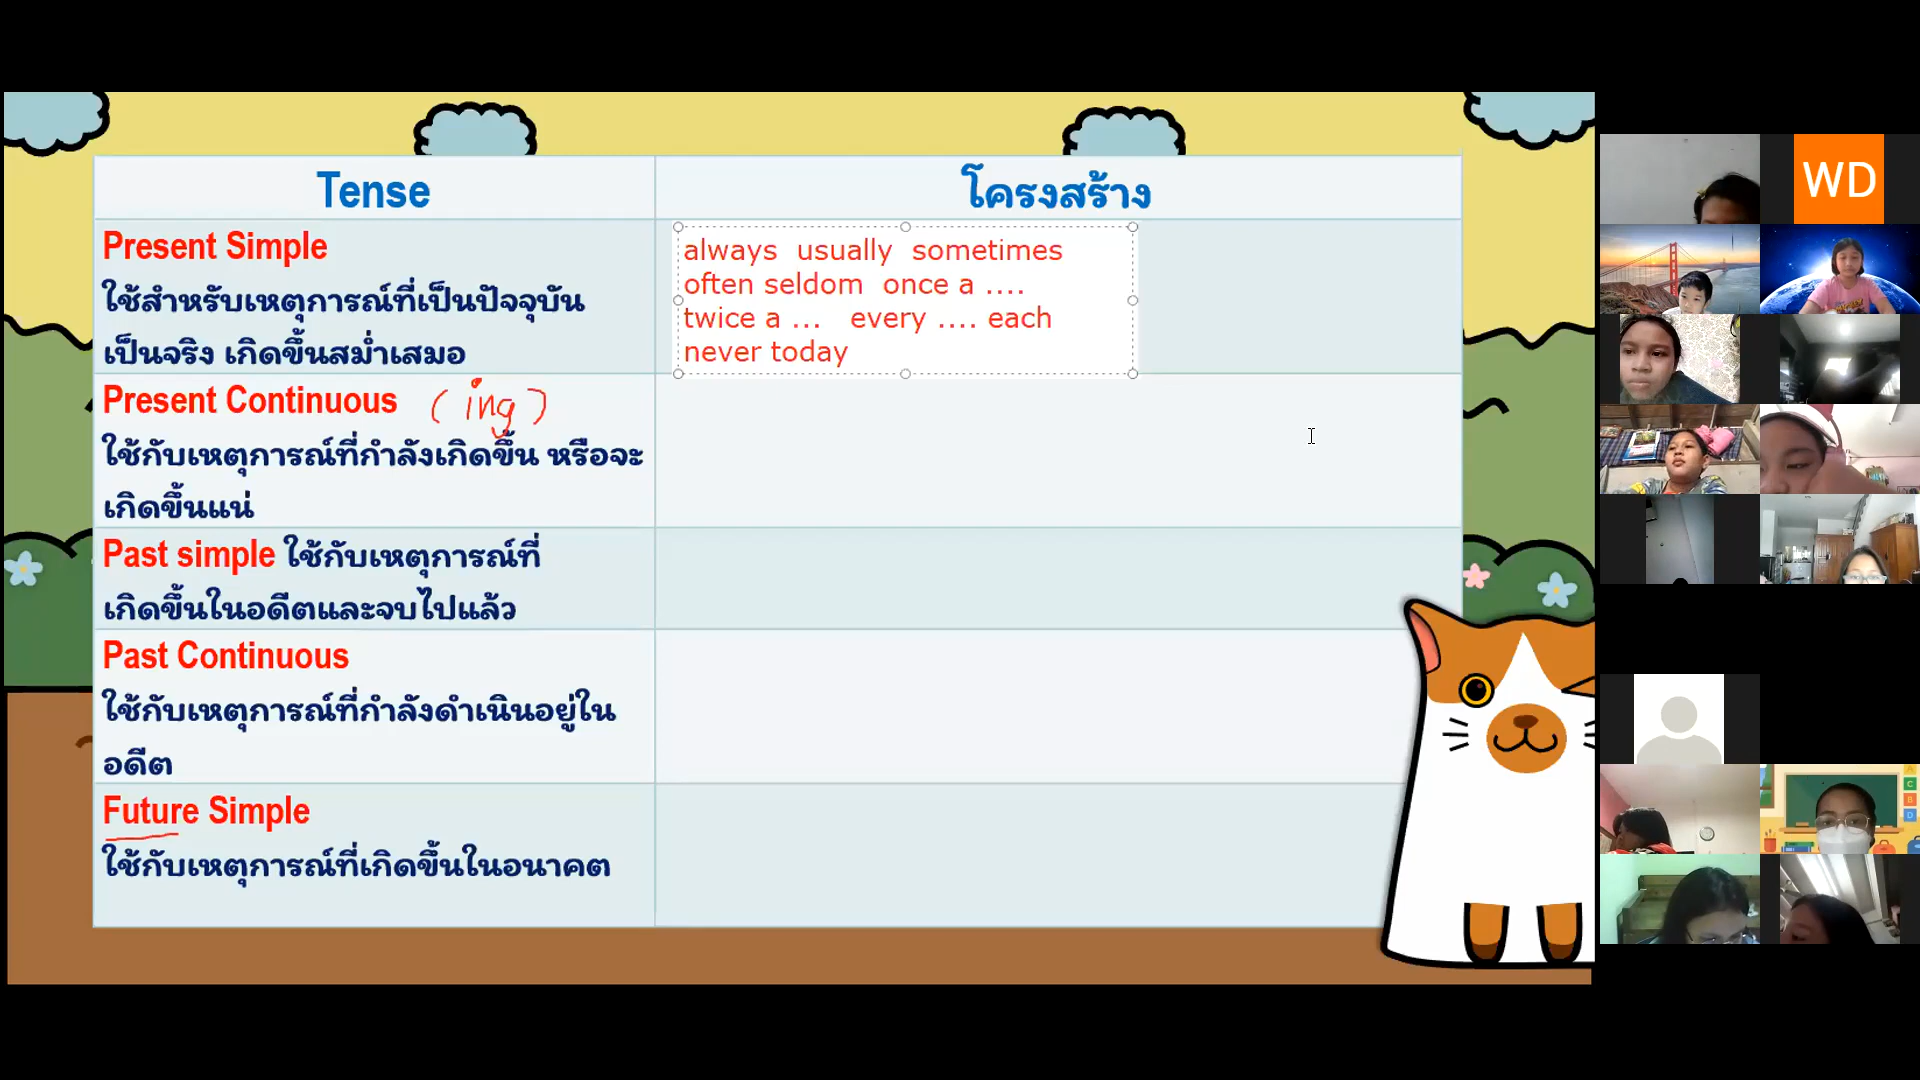 Tense
โครงสร้าง
Present Simple
ใช้สำหรับเหตุการณ์ที่เป็นปัจจุบัน
เป็นจริง เกิดขึ้นสม่ำเสมอ
always usually sometimes
often seldom once a ....
twice a ... every .... each
never today
Present Continuous (ing)
ใช้กับเหตุการณ์ที่กำลังเกิดขึ้น หรือจะ
เกิดขึ้นแน่
Past simple ใช้กับเหตุการณ์ที่
เกิดขึ้นในอดีตและจบไปแล้ว
Past Continuous
ใช้กับเหตุการณ์ที่กำลังดำเนินอยู่ใน
อดีต
Future Simple
ใช้กับเหตุการณ์ที่เกิดขึ้นในอนาคต
WD
A
C
B
D